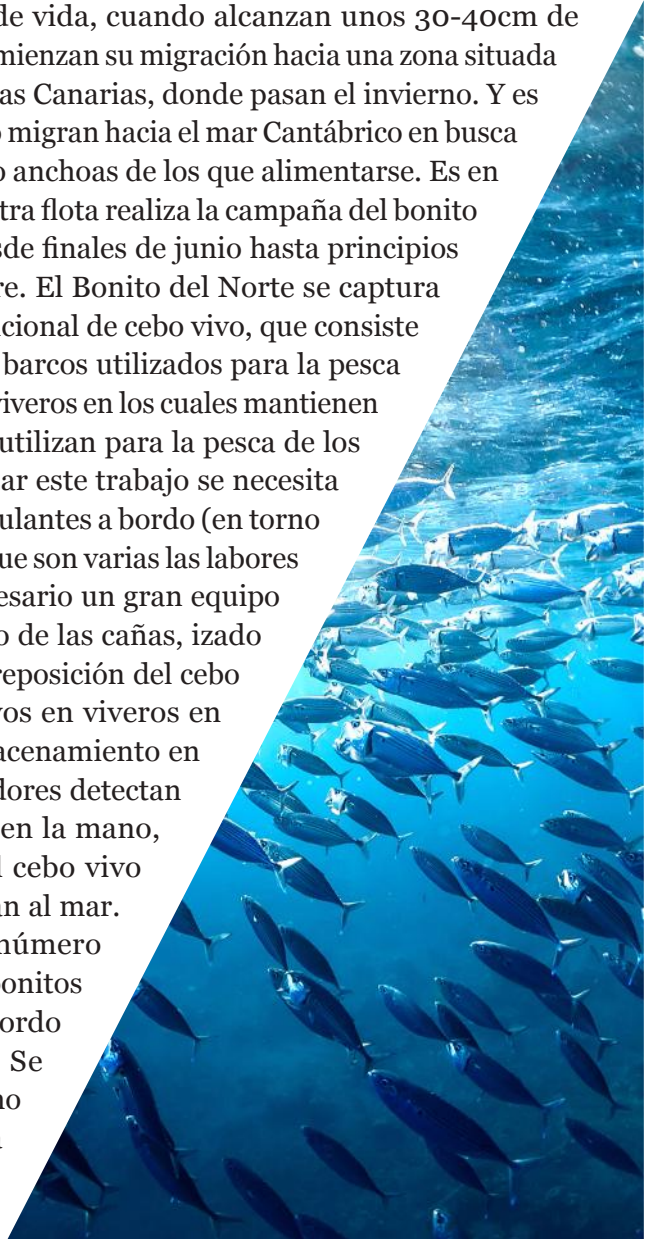 de vida, cuando alcanzan unos 30-40cm de
mienzan su migración hacia una zona situada
as Canarias, donde pasan el invierno. Y es
o migran hacia el mar Cantábrico en busca
o anchoas de los que alimentarse. Es en
tra flota realiza la campaña del bonito
sde finales de junio hasta principios
re. El Bonito del Norte se captura
icional de cebo vivo, que consiste
barcos utilizados para la pesca
viveros en los cuales mantienen
utilizan para la pesca de los
ar este trabajo se necesita
ulantes a bordo (en torno
ue son varias las labores
esario un gran equipo
o de las cañas, izado
reposición del cebo
vos en viveros en
acenamiento en
dores detectan
en la mano,
l cebo vivo
an al mar.
número
bonitos
ordo
Se
no